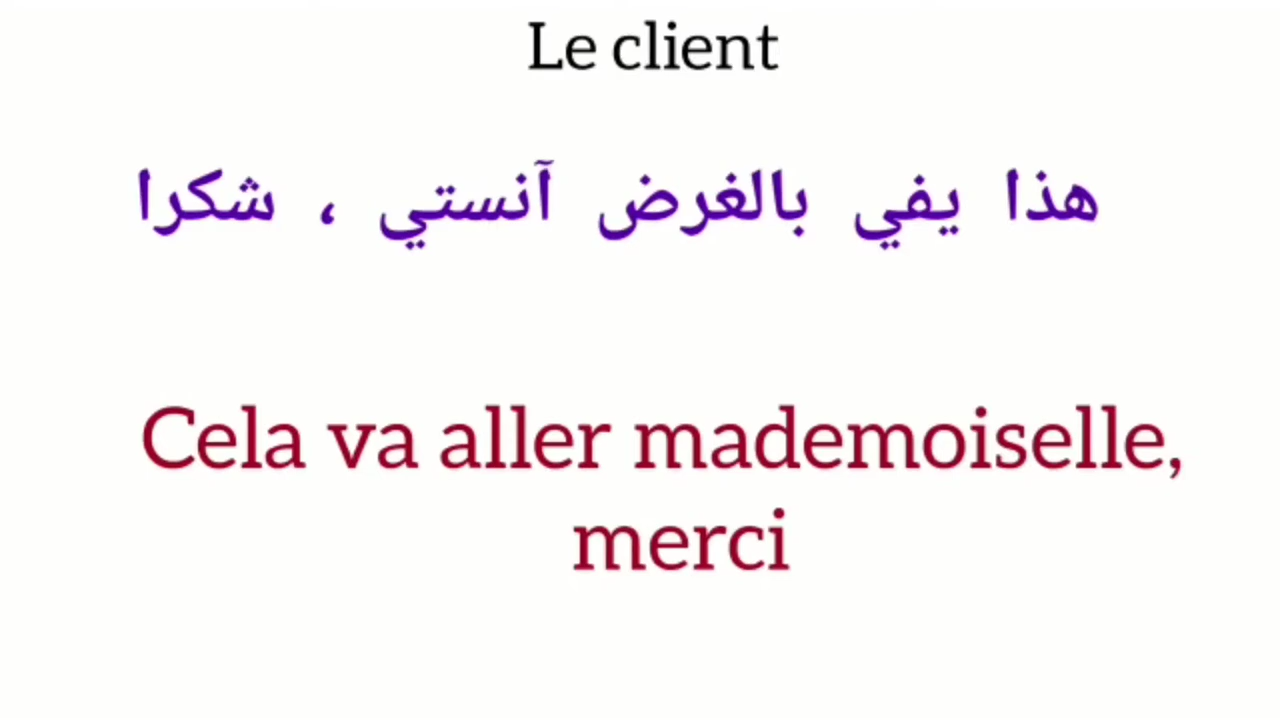 Le client
هذا يفي بالغرض آنستي ، شكرا
Cela va aller mademoiselle,
merci